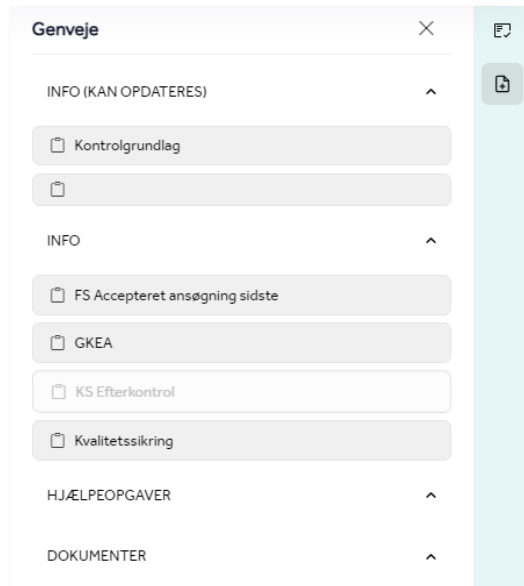 Genveje
INFO (KAN OPDATERES)
Kontrolgrundlag
INFO
FS Accepteret ansøgning sidste
GKEA
KS Efterkontrol
Kvalitetssikring
HJÆLPEOPGAVER
DOKUMENTER